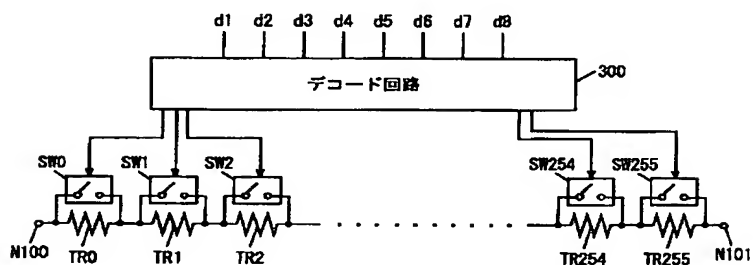 d1 d2 d3 d4 d5 d6 d7 d8
300
デコード回路
SW0 SW1 SW2 SW254 SW255
N100 N101
TR0 TR1 TR2 TR254 TR255